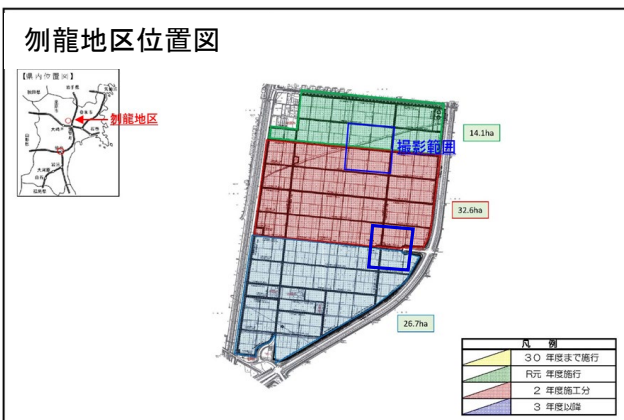 刎龍地区位置図
【県内位置図】
刎龍地区
14.1ha
撮影範囲
32.6ha
26.7ha
凡 例
30 年度まで施行
R元 年度施行
2 年度施工分
3 年度以降